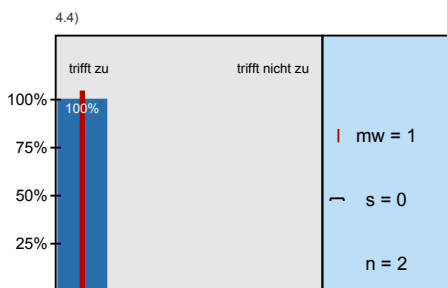 4.4)
trifft zu trifft nicht zu
100%
100%
75%
mw = 1
50%
s = 0
25%
n = 2